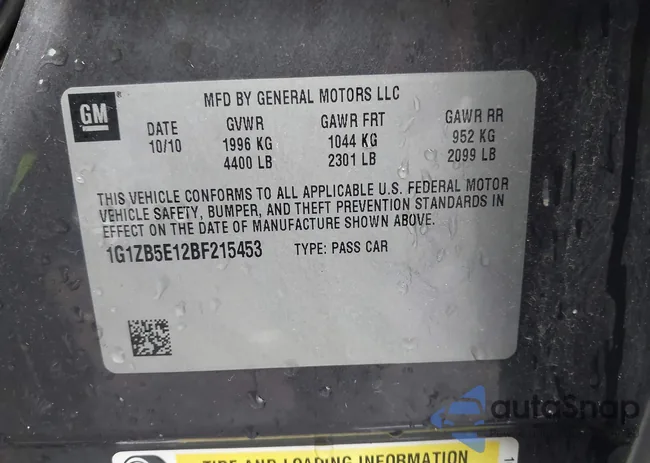 GM
MFD BY GENERAL MOTORS LLC
DATE GVWR GAWR FRT GAWR RR
10/10 1996 KG 1044 KG 952 KG
4400 LB 2301 LB 2099 LB
THIS VEHICLE CONFORMS TO ALL APPLICABLE U.S. FEDERAL MOTOR
VEHICLE SAFETY, BUMPER, AND THEFT PREVENTION STANDARDS IN
EFFECT ON THE DATE OF MANUFACTURE SHOWN ABOVE.
1G1ZB5E12BF215453 TYPE: PASS CAR
autoSnap
TIRE AND LOADING INFORMATION